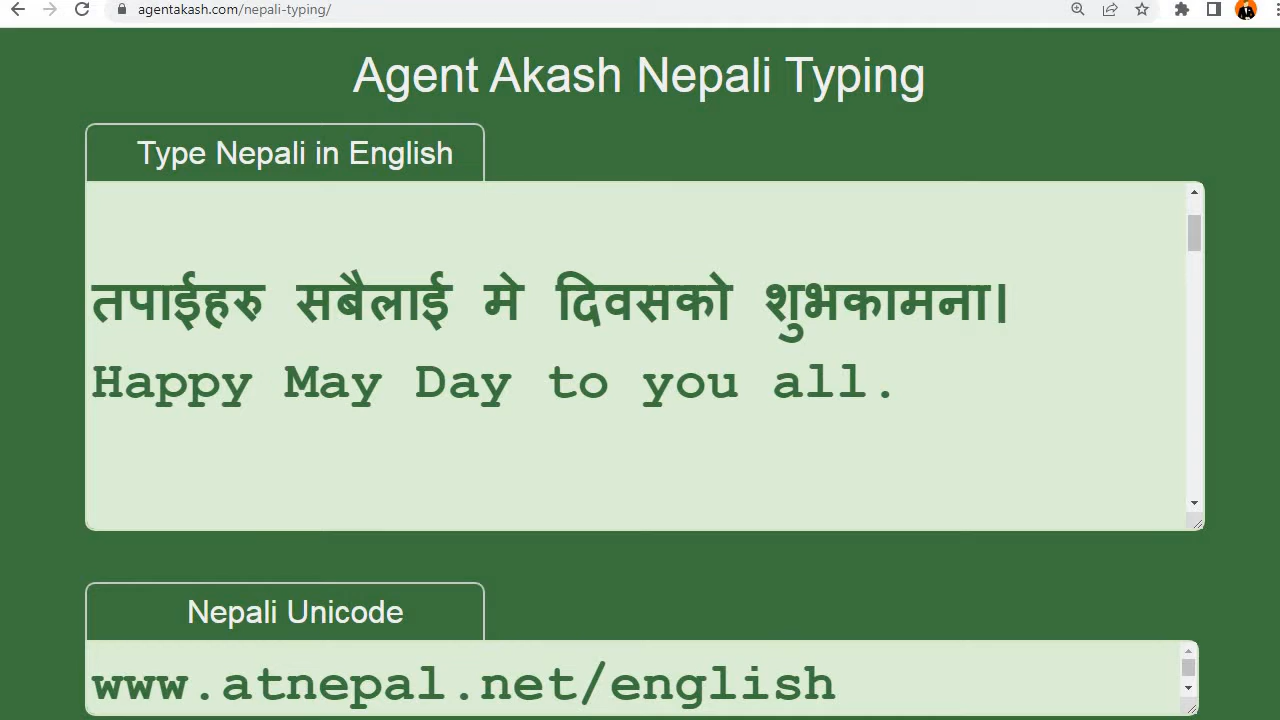 agentakash.com/nepali-typing/
Agent Akash Nepali Typing
Type Nepali in English
तपाईहरु सबैलाई मे दिवसको शुभकामना।
Happy May Day to you all.
Nepali Unicode
www.atnepal.net/english